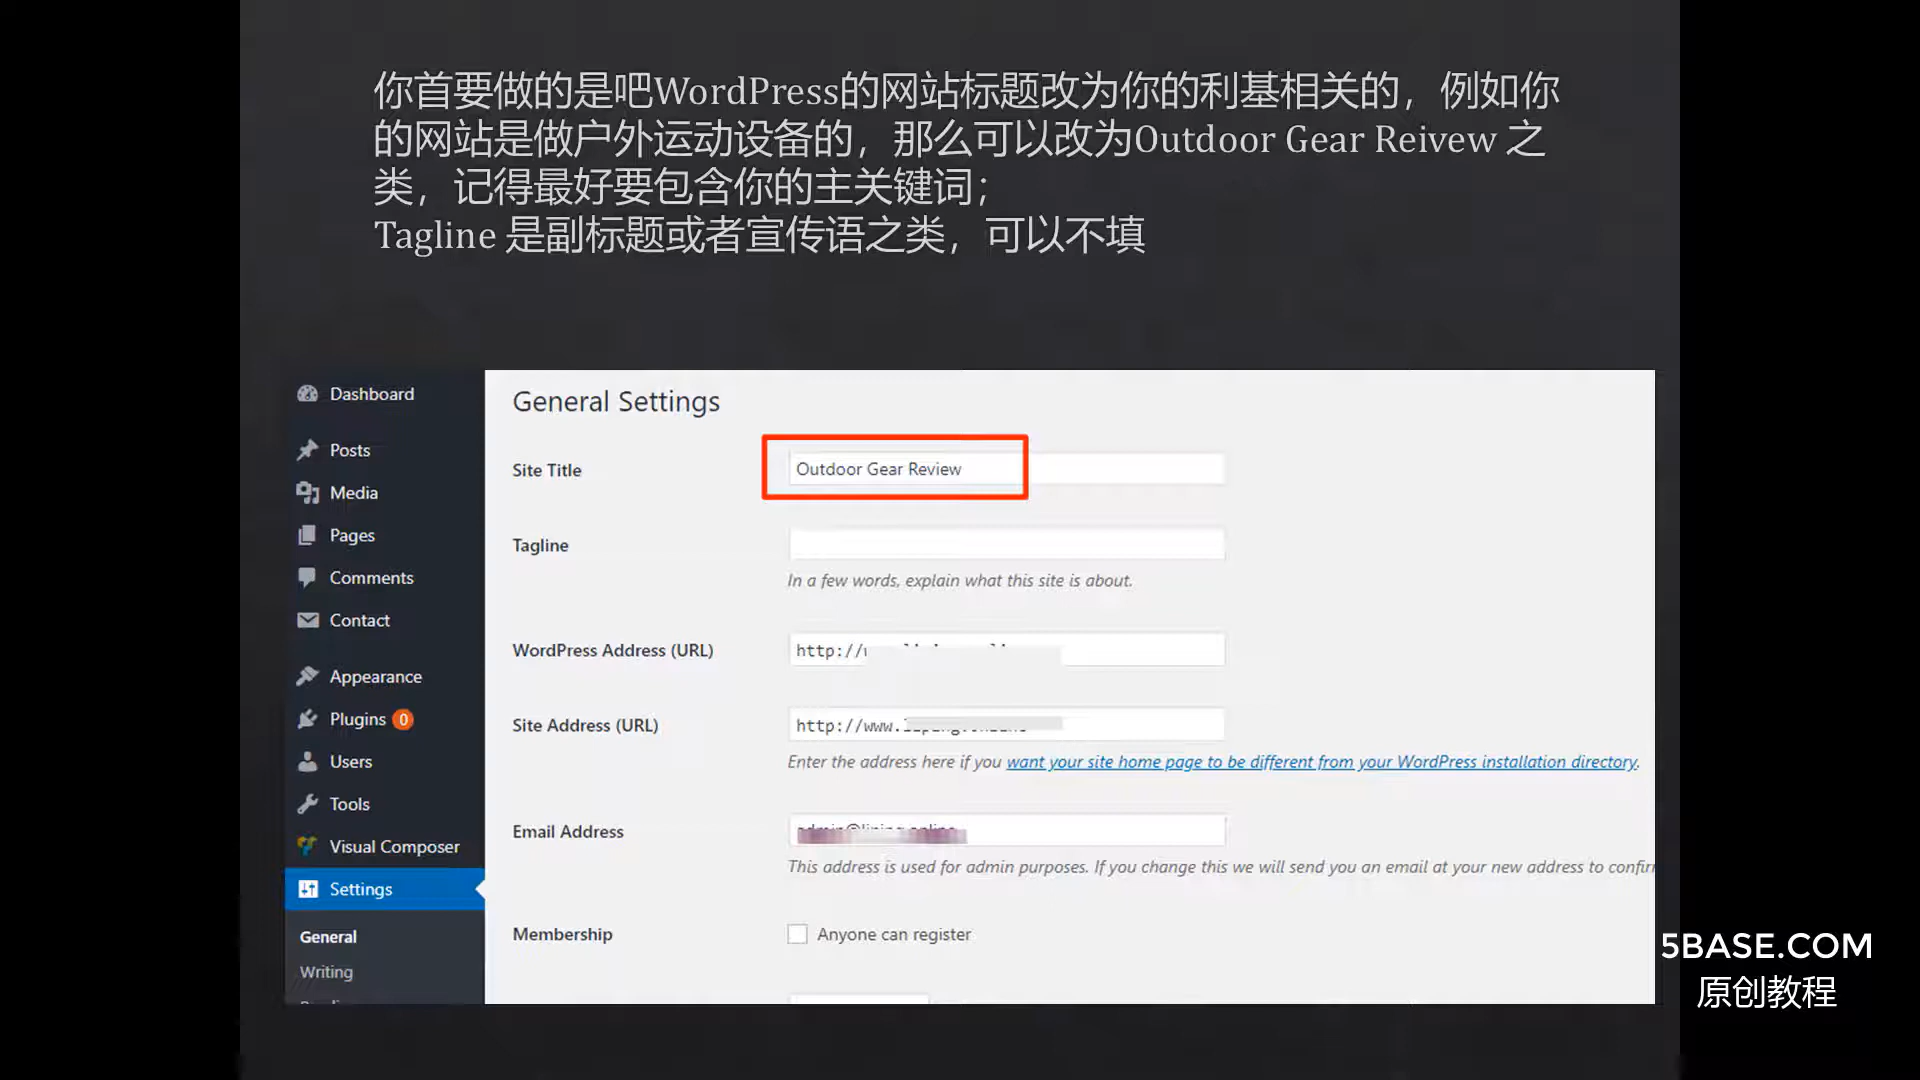 你首要做的是吧WordPress的网站标题改为你的利基相关的，例如你
的网站是做户外运动设备的，那么可以改为Outdoor Gear Reivew 之
类，记得最好要包含你的主关键词；
Tagline 是副标题或者宣传语之类，可以不填
Dashboard
Posts
Media
Pages
Comments
Contact
Appearance
Plugins 0
Users
Tools
Visual Composer
Settings
General
Writing
General Settings
Site Title
Outdoor Gear Review
Tagline
In a few words, explain what this site is about.
WordPress Address (URL)
http://
Site Address (URL)
http://www.
Enter the address here if you want your site home page to be different from your WordPress installation directory.
Email Address
This address is used for admin purposes. If you change this we will send you an email at your new address to confir
Membership
Anyone can register
5BASE.COM
原创教程